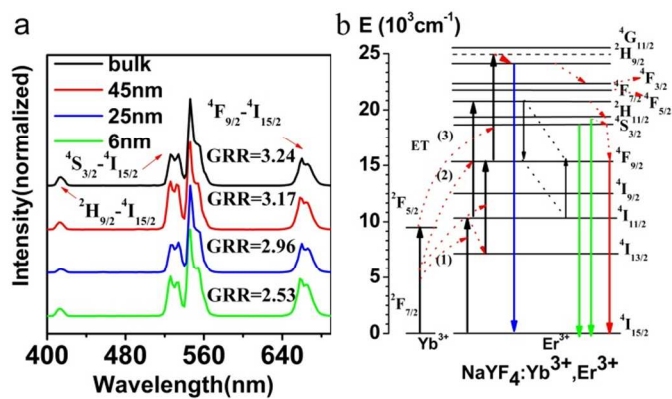 a
Intensity(normalized)
bulk
45nm
25nm
6nm
⁴F₉/₂-⁴I₁₅/₂
⁴S₃/₂-⁴I₁₅/₂
²H₉/₂-⁴I₁₅/₂
GRR=3.24
GRR=3.17
GRR=2.96
GRR=2.53
400 480 560 640
Wavelength(nm)
b E (10³cm⁻¹)
25
20
15
10
5
0
⁴G₁₁/₂
²H₉/₂
⁴F₃/₂
⁴F₇/₂
⁴F₅/₂
²H₁₁/₂
⁴S₃/₂
⁴F₉/₂
⁴I₉/₂
⁴I₁₁/₂
⁴I₁₃/₂
⁴I₁₅/₂
ET
(3)
(2)
(1)
²F₅/₂
²F₇/₂
Yb³⁺
Er³⁺
NaYF₄:Yb³⁺,Er³⁺